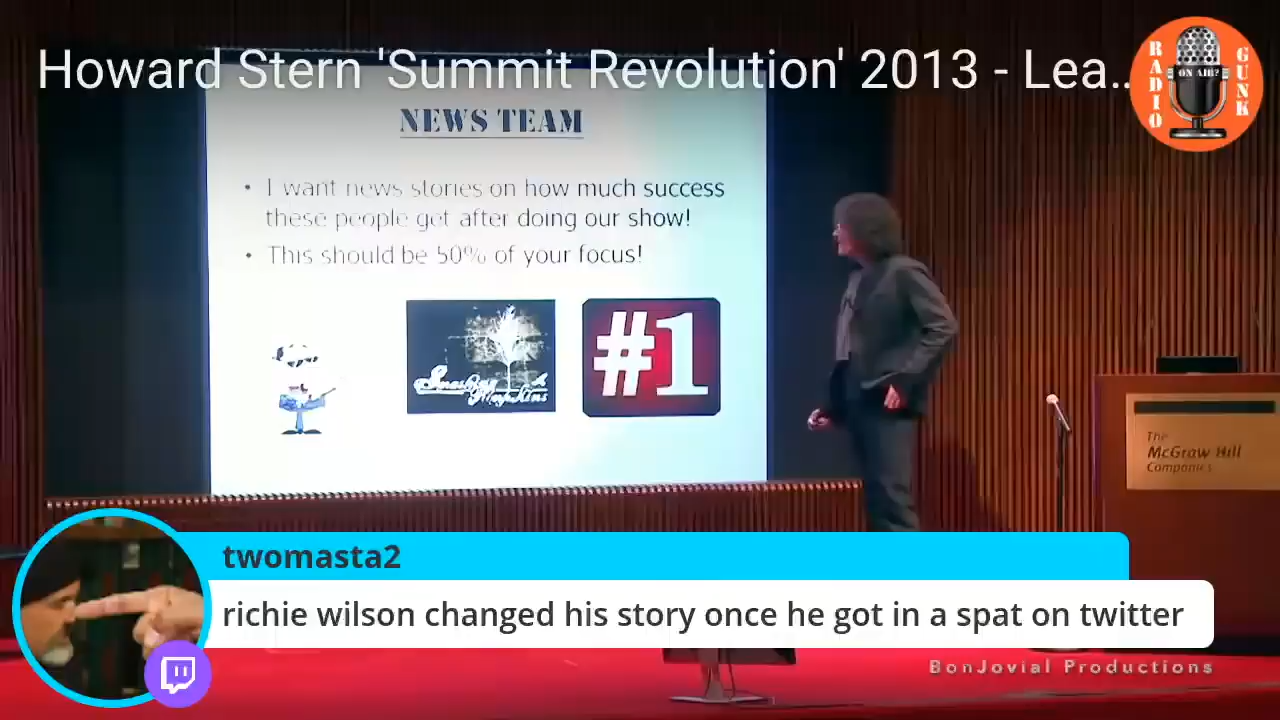 Howard Stern 'Summit Revolution' 2013 - Lea...
RADIO
ON AIR?
GUNK
NEWS TEAM
• I want news stories on how much success
these people get after doing our show!
• This should be 50% of your focus!
Smashing
Pumpkins
#1
The
McGraw Hill
Companies
twomasta2
richie wilson changed his story once he got in a spat on twitter
BonJovial Productions